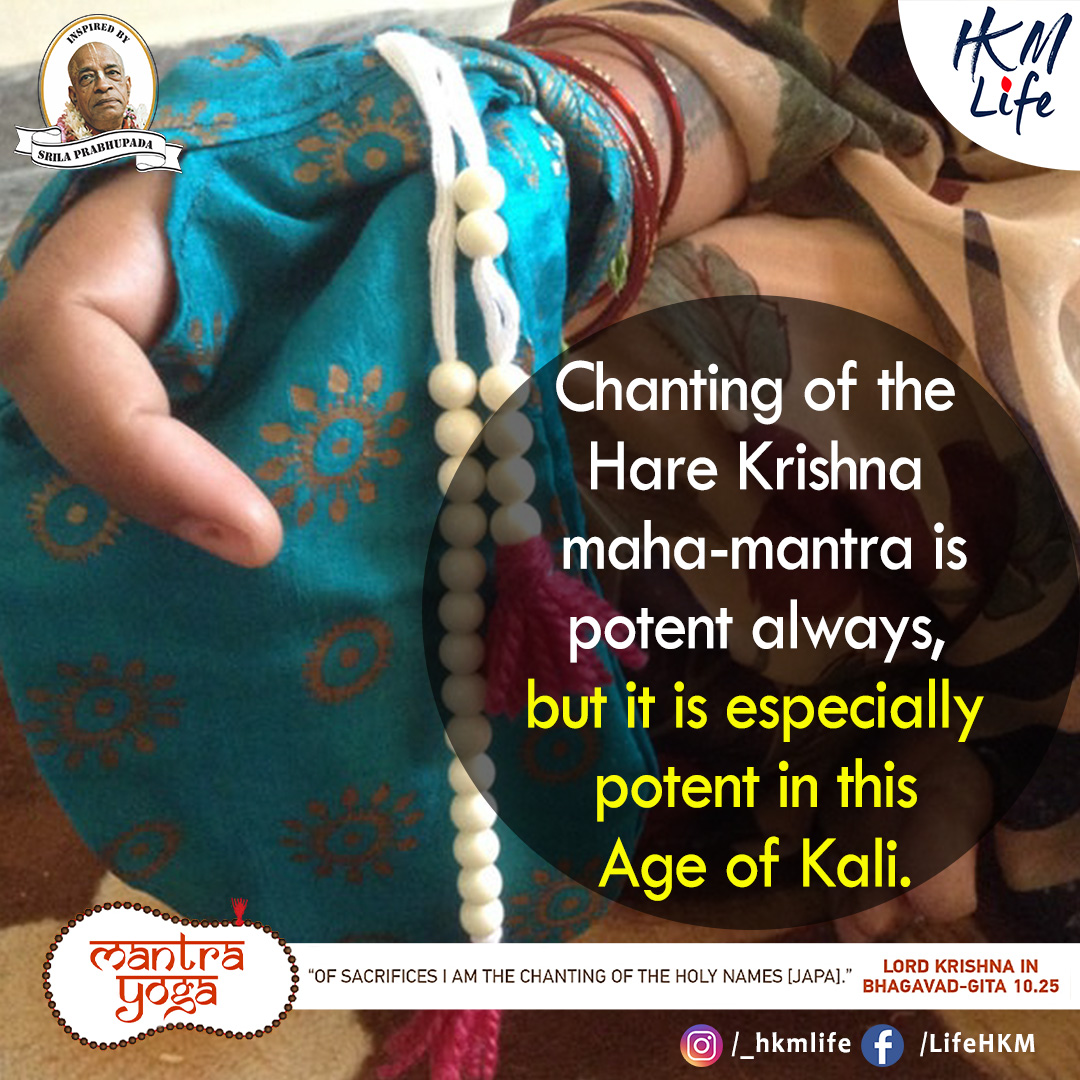 INSPIRED BY
SRILA PRABHUPADA
HKM
Life
Chanting of the
Hare Krishna
maha-mantra is
potent always,
but it is especially
potent in this
Age of Kali.
mantra
yoga
“OF SACRIFICES I AM THE CHANTING OF THE HOLY NAMES [JAPA].”
LORD KRISHNA IN
BHAGAVAD-GITA 10.25
/_hkmlife
/LifeHKM